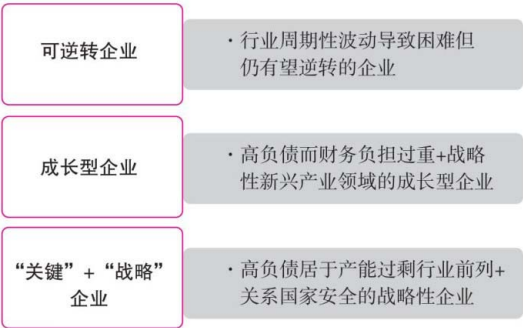 可逆转企业
·行业周期性波动导致困难但
仍有望逆转的企业
成长型企业
·高负债而财务负担过重+战略
性新兴产业领域的成长型企业
“关键”+“战略”
企业
·高负债居于产能过剩行业前列+
关系国家安全的战略性企业